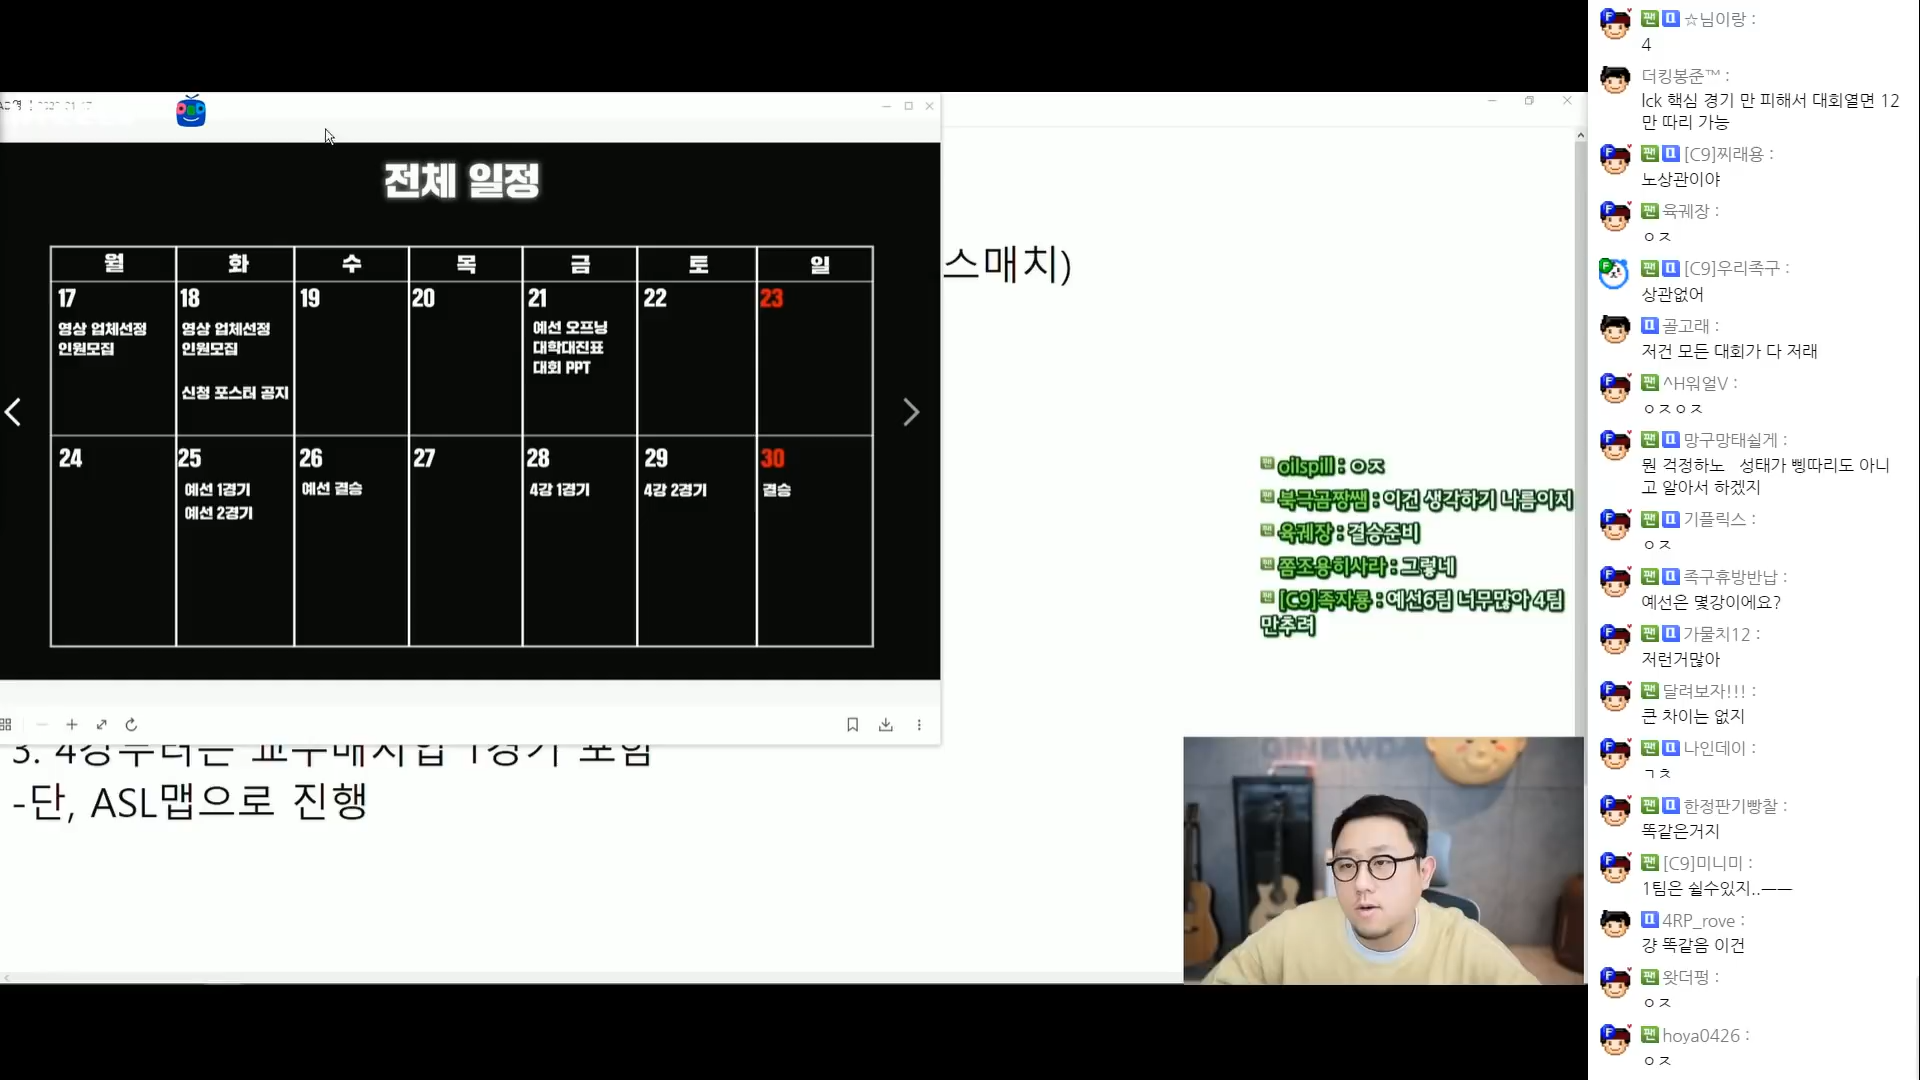 전체 일정
월 화 수 목 금 토 일
17 18 19 20 21 22 23
영상 업체선정
인원모집
영상 업체선정
인원모집
신청 포스터 공지
예선 오프닝
대학대진표
대회 PPT
24 25 26 27 28 29 30
예선 1경기
예선 2경기
예선 결승
4강 1경기
4강 2경기
결승
스매치)
-단, ASL맵으로 진행
oilspill : ㅇㅈ
북극곰짱쌤 : 이건 생각하기 나름이지
육궤장 : 결승준비
쫌조용히사라 : 그렇네
[C9]족자룡 : 예선6팀 너무많아 4팀
만추려
☆님이랑 :
4
더킹봉준™ :
lck 핵심 경기 만 피해서 대회열면 12
만 따리 가능
[C9]찌래용 :
노상관이야
육궤장 :
ㅇㅈ
[C9]우리족구 :
상관없어
골고래 :
저건 모든 대회가 다 저래
^H워얼V :
ㅇㅈㅇㅈ
망구망태쉴게 :
뭔 걱정하노 성태가 삥따리도 아니
고 알아서 하겠지
기플릭스 :
ㅇㅈ
족구휴방반납 :
예선은 몇강이에요?
가물치12 :
저런거많아
달려보자!!! :
큰 차이는 없지
나인데이 :
ㄱㅊ
한정판기빵찰 :
똑같은거지
[C9]미니미 :
1팀은 쉴수있지..ㅡㅡ
4RP_rove :
걍 똑같음 이건
왓더펑 :
ㅇㅈ
hoya0426 :
ㅇㅈ